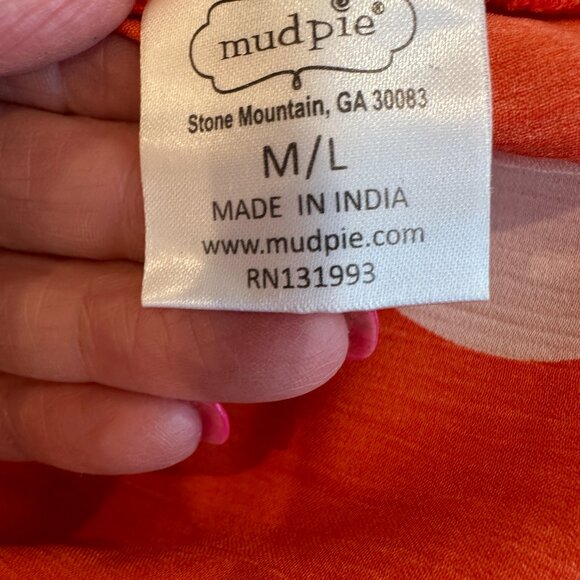 mudpie®
Stone Mountain, GA 30083
M/L
MADE IN INDIA
www.mudpie.com
RN131993